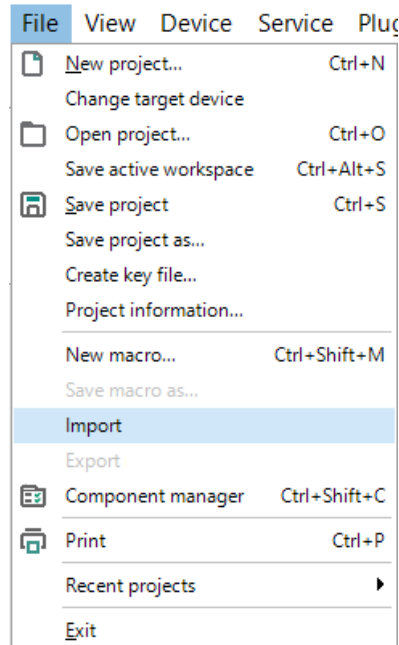 File View Device Service Plug
New project... Ctrl+N
Change target device
Open project... Ctrl+O
Save active workspace Ctrl+Alt+S
Save project Ctrl+S
Save project as...
Create key file...
Project information...
New macro... Ctrl+Shift+M
Save macro as...
Import
Export
Component manager Ctrl+Shift+C
Print Ctrl+P
Recent projects
Exit